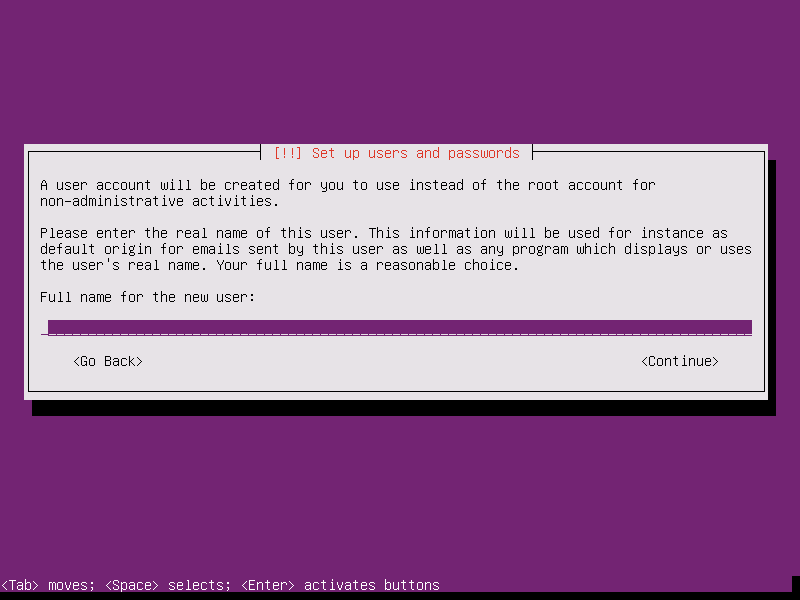 [!!] Set up users and passwords
A user account will be created for you to use instead of the root account for
non-administrative activities.
Please enter the real name of this user. This information will be used for instance as
default origin for emails sent by this user as well as any program which displays or uses
the user's real name. Your full name is a reasonable choice.
Full name for the new user:
<Go Back> <Continue>
<Tab> moves; <Space> selects; <Enter> activates buttons